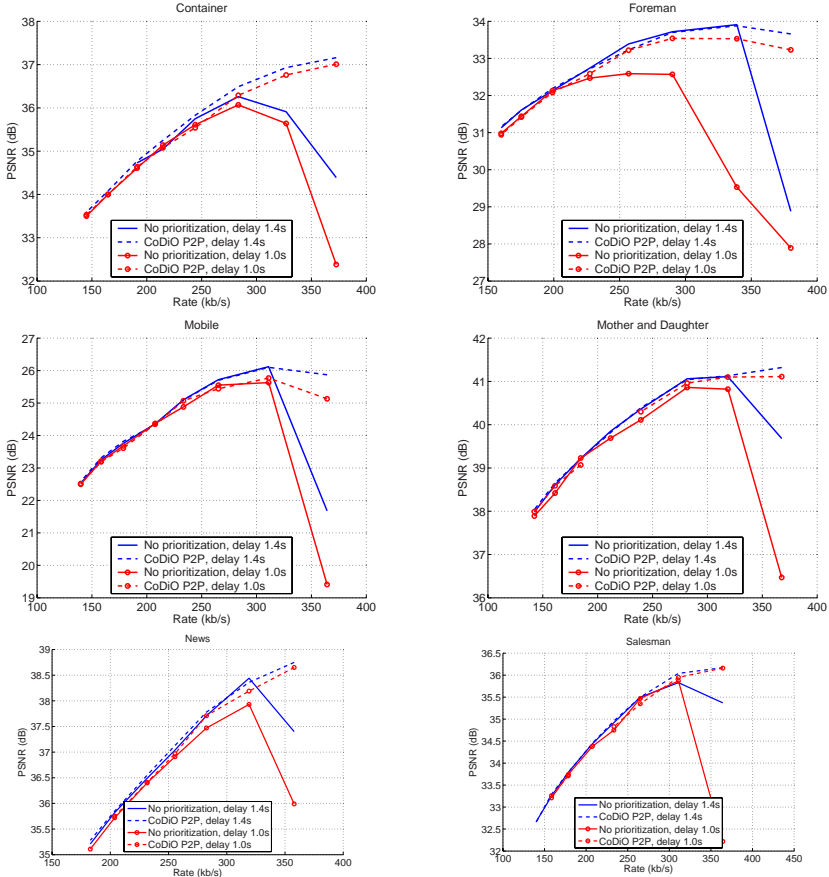 Container
38
37
36
35
34
33
32
PSNR (dB)
No prioritization, delay 1.4s
CoDiO P2P, delay 1.4s
No prioritization, delay 1.0s
CoDiO P2P, delay 1.0s
100 150 200 250 300 350 400
Rate (kb/s)
Foreman
34
33
32
31
30
29
28
27
PSNR (dB)
No prioritization, delay 1.4s
CoDiO P2P, delay 1.4s
No prioritization, delay 1.0s
CoDiO P2P, delay 1.0s
150 200 250 300 350 400
Rate (kb/s)
Mobile
27
26
25
24
23
22
21
20
19
PSNR (dB)
No prioritization, delay 1.4s
CoDiO P2P, delay 1.4s
No prioritization, delay 1.0s
CoDiO P2P, delay 1.0s
100 150 200 250 300 350 400
Rate (kb/s)
Mother and Daughter
42
41
40
39
38
37
36
PSNR (dB)
No prioritization, delay 1.4s
CoDiO P2P, delay 1.4s
No prioritization, delay 1.0s
CoDiO P2P, delay 1.0s
100 150 200 250 300 350 400
Rate (kb/s)
News
39
38.5
38
37.5
37
36.5
36
35.5
35
PSNR (dB)
No prioritization, delay 1.4s
CoDiO P2P, delay 1.4s
No prioritization, delay 1.0s
CoDiO P2P, delay 1.0s
150 200 250 300 350 400
Rate (kb/s)
Salesman
36.5
36
35.5
35
34.5
34
33.5
33
32.5
32
PSNR (dB)
No prioritization, delay 1.4s
CoDiO P2P, delay 1.4s
No prioritization, delay 1.0s
CoDiO P2P, delay 1.0s
100 150 200 250 300 350 400 450
Rate (kb/s)